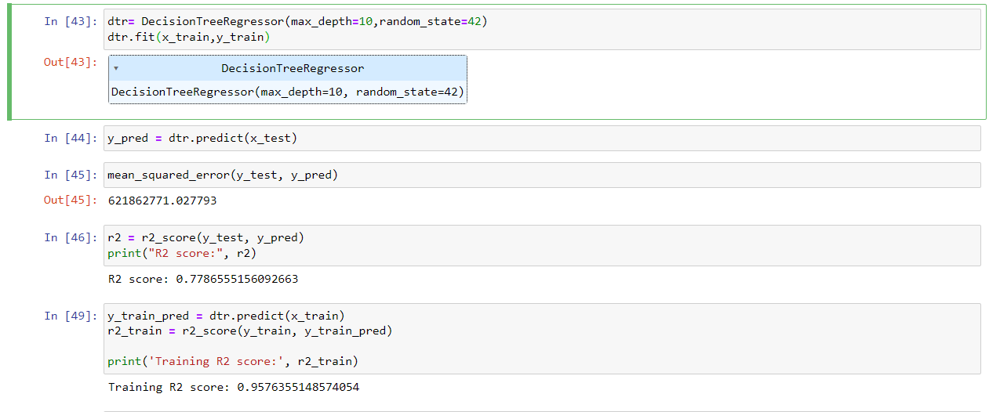 In [43]: dtr= DecisionTreeRegressor(max_depth=10,random_state=42)
dtr.fit(x_train,y_train)
Out[43]: ▾ DecisionTreeRegressor
DecisionTreeRegressor(max_depth=10, random_state=42)
In [44]: y_pred = dtr.predict(x_test)
In [45]: mean_squared_error(y_test, y_pred)
Out[45]: 621862771.027793
In [46]: r2 = r2_score(y_test, y_pred)
print("R2 score:", r2)
R2 score: 0.7786555156092663
In [49]: y_train_pred = dtr.predict(x_train)
r2_train = r2_score(y_train, y_train_pred)
print('Training R2 score:', r2_train)
Training R2 score: 0.9576355148574054